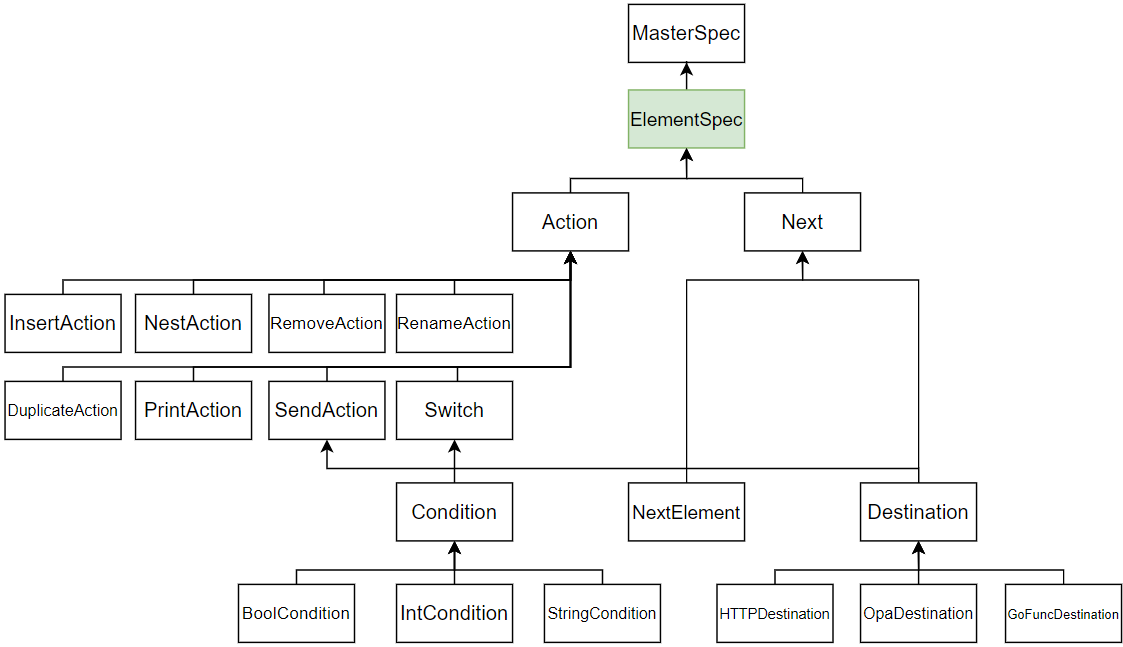 MasterSpec
ElementSpec
Action
Next
InsertAction
NestAction
RemoveAction
RenameAction
DuplicateAction
PrintAction
SendAction
Switch
Condition
NextElement
Destination
BoolCondition
IntCondition
StringCondition
HTTPDestination
OpaDestination
GoFuncDestination